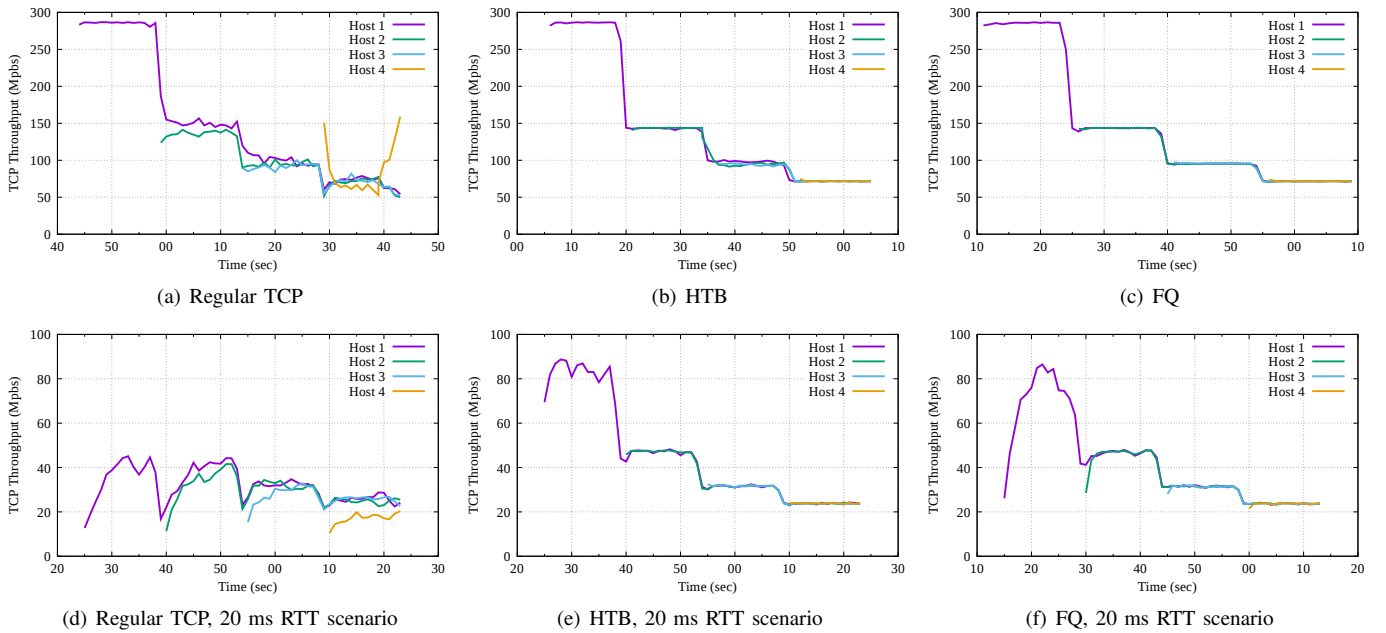 300
250
200
150
100
50
0
TCP Throughput (Mpbs)
40 50 00 10 20 30 40 50
Time (sec)
Host 1
Host 2
Host 3
Host 4
(a) Regular TCP
300
250
200
150
100
50
0
TCP Throughput (Mpbs)
00 10 20 30 40 50 00 10
Time (sec)
Host 1
Host 2
Host 3
Host 4
(b) HTB
300
250
200
150
100
50
0
TCP Throughput (Mpbs)
10 20 30 40 50 00 10
Time (sec)
Host 1
Host 2
Host 3
Host 4
(c) FQ
100
80
60
40
20
0
TCP Throughput (Mpbs)
20 30 40 50 00 10 20 30
Time (sec)
Host 1
Host 2
Host 3
Host 4
(d) Regular TCP, 20 ms RTT scenario
100
80
60
40
20
0
TCP Throughput (Mpbs)
20 30 40 50 00 10 20 30
Time (sec)
Host 1
Host 2
Host 3
Host 4
(e) HTB, 20 ms RTT scenario
100
80
60
40
20
0
TCP Throughput (Mpbs)
10 20 30 40 50 00 10 20
Time (sec)
Host 1
Host 2
Host 3
Host 4
(f) FQ, 20 ms RTT scenario